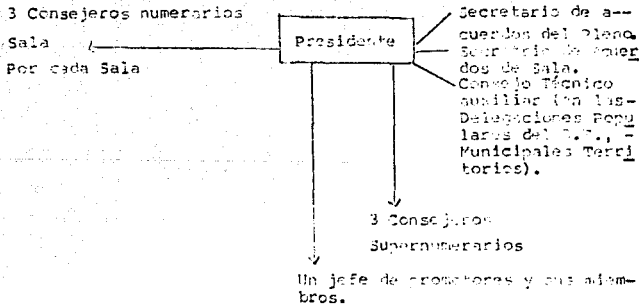 3 Consejeros numerarios
Sala
Por cada Sala
Presidente
Secretario de a--
cuerdos del Pleno.
Secretario de Acuer
dos de Sala.
Consejo Técnico
auxiliar (en las-
Delegaciones Popu
lares del D.F., -
Municipales Terri
torios).
3 Consejeros
Supernumerarios
Un jefe de promotores y sus miem-
bros.